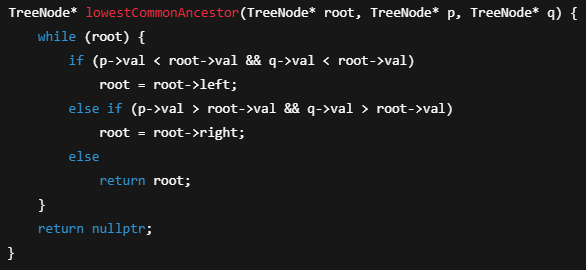 TreeNode* lowestCommonAncestor(TreeNode* root, TreeNode* p, TreeNode* q) {
    while (root) {
        if (p->val < root->val && q->val < root->val)
            root = root->left;
        else if (p->val > root->val && q->val > root->val)
            root = root->right;
        else
            return root;
    }
    return nullptr;
}